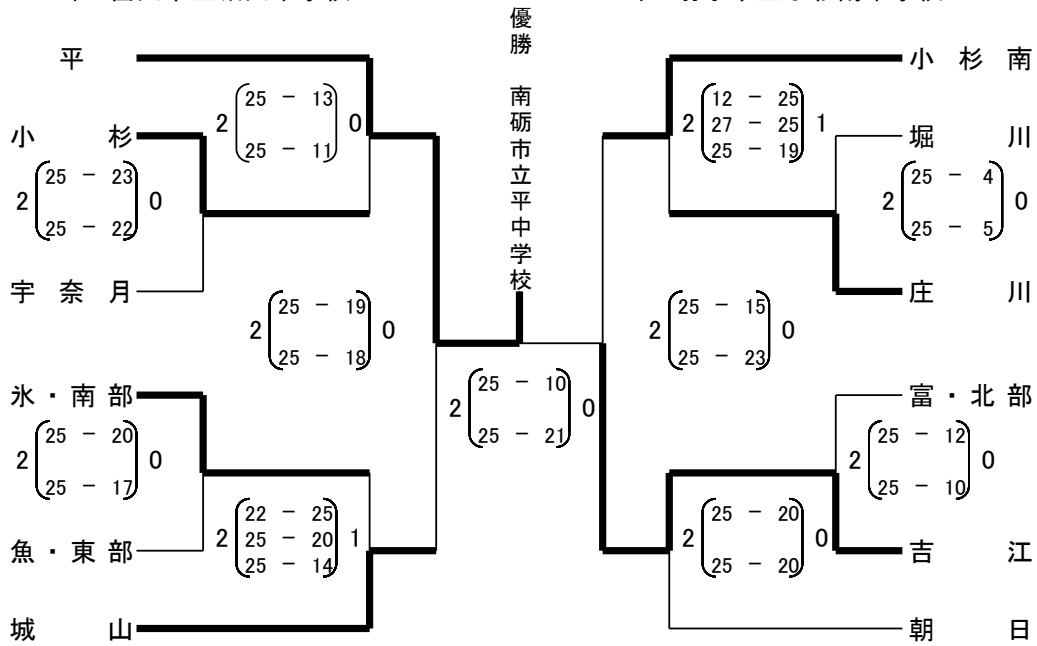 優勝 南砺市立平中学校
平
2 25 - 13 0
25 - 11
小杉
2 25 - 23 0
25 - 22
宇奈月
2 25 - 19 0
25 - 18
氷・南部
2 25 - 20 0
25 - 17
魚・東部
2 22 - 25 1
25 - 20
25 - 14
城山
2 25 - 10 0
25 - 21
小杉南
2 12 - 25 1
27 - 25
25 - 19
堀川
2 25 - 4 0
25 - 5
庄川
2 25 - 15 0
25 - 23
富・北部
2 25 - 12 0
25 - 10
吉江
2 25 - 20 0
25 - 20
朝日